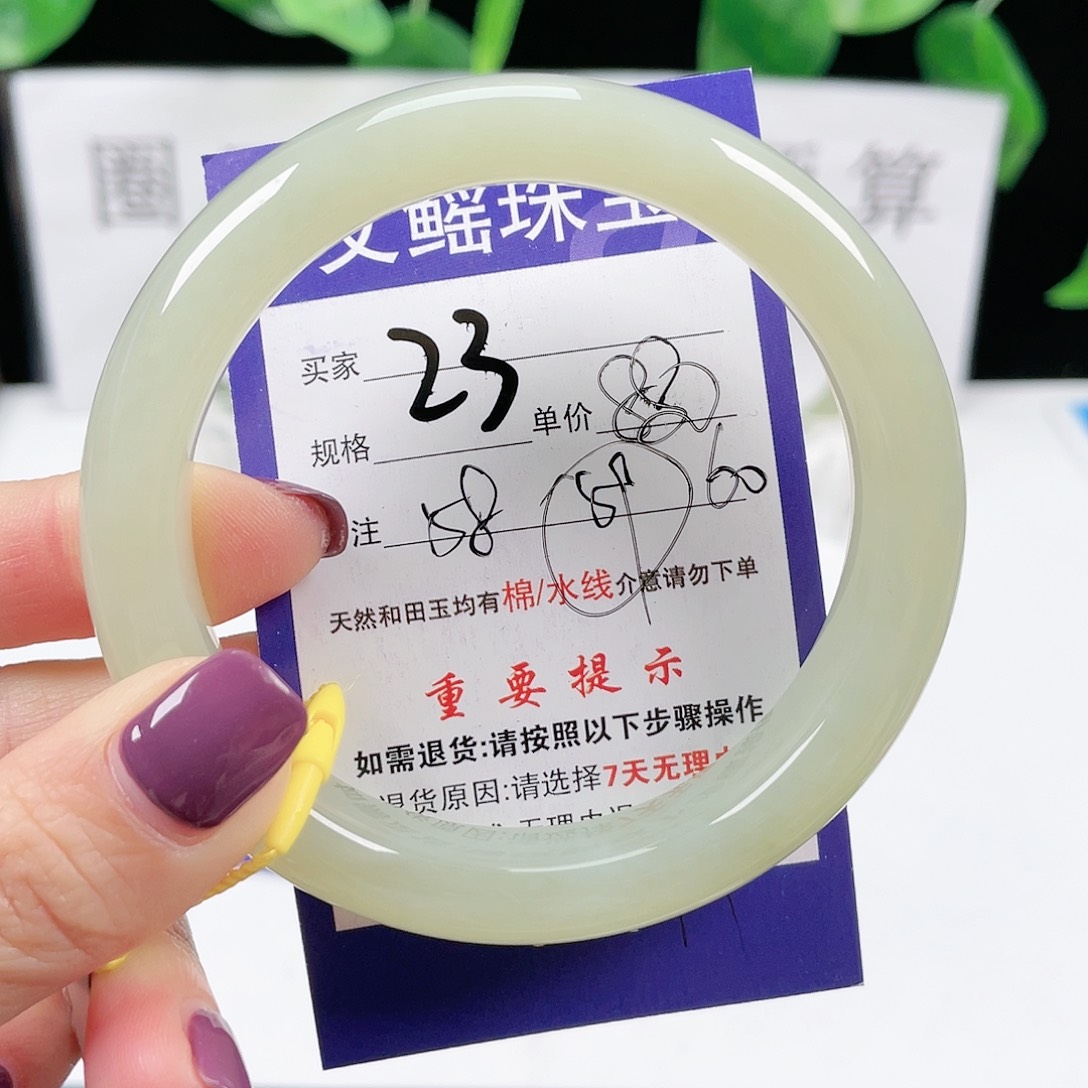 圈 算
鳐珠宝
买家 23
规格 单价
注 58 60
天然和田玉均有棉/水线介意请勿下单
重要提示
如需退货:请按照以下步骤操作
退货原因:请选择7天无理由